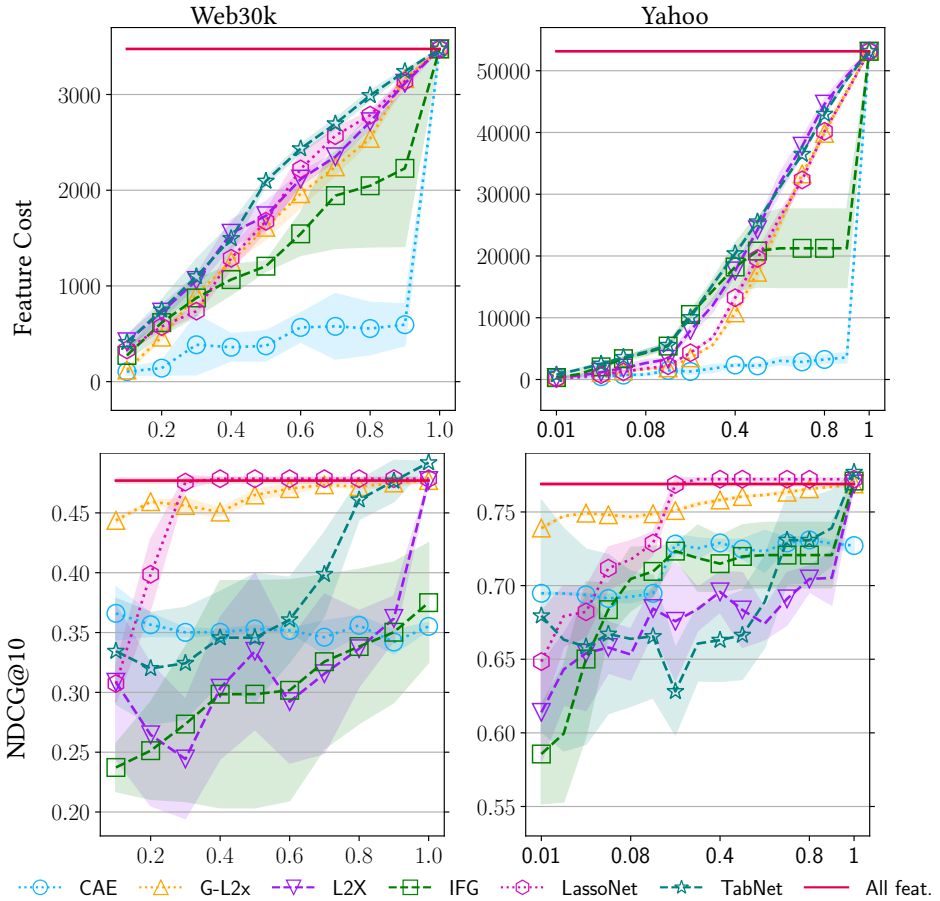 Web30k
Yahoo
Feature Cost
3000
2000
1000
0
0.2 0.4 0.6 0.8 1.0
50000
40000
30000
20000
10000
0
0.01 0.08 0.4 0.8 1
NDCG@10
0.45
0.40
0.35
0.30
0.25
0.20
0.2 0.4 0.6 0.8 1.0
0.75
0.70
0.65
0.60
0.55
0.01 0.08 0.4 0.8 1
CAE G-L2x L2X IFG LassoNet TabNet All feat.